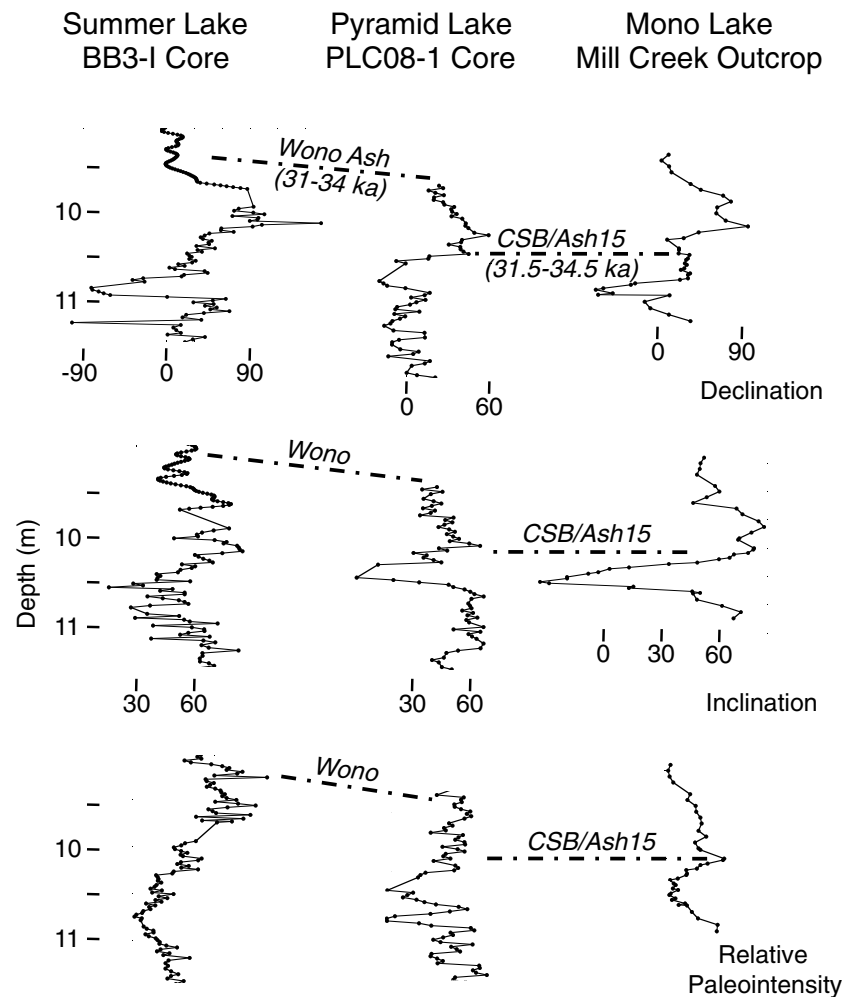 Summer Lake
BB3-I Core
Pyramid Lake
PLC08-1 Core
Mono Lake
Mill Creek Outcrop
Wono Ash
(31-34 ka)
10
CSB/Ash15
(31.5-34.5 ka)
11
-90 0 90
0 60
0 90
Declination
Wono
10
CSB/Ash15
Depth (m)
11
30 60
30 60
0 30 60
Inclination
Wono
10
CSB/Ash15
11
Relative
Paleointensity